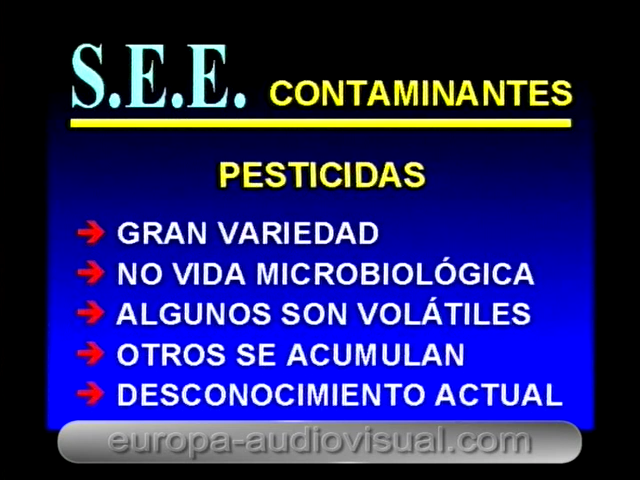 S.E.E. CONTAMINANTES
PESTICIDAS
GRAN VARIEDAD
NO VIDA MICROBIOLÓGICA
ALGUNOS SON VOLÁTILES
OTROS SE ACUMULAN
DESCONOCIMIENTO ACTUAL
europa-audiovisual.com